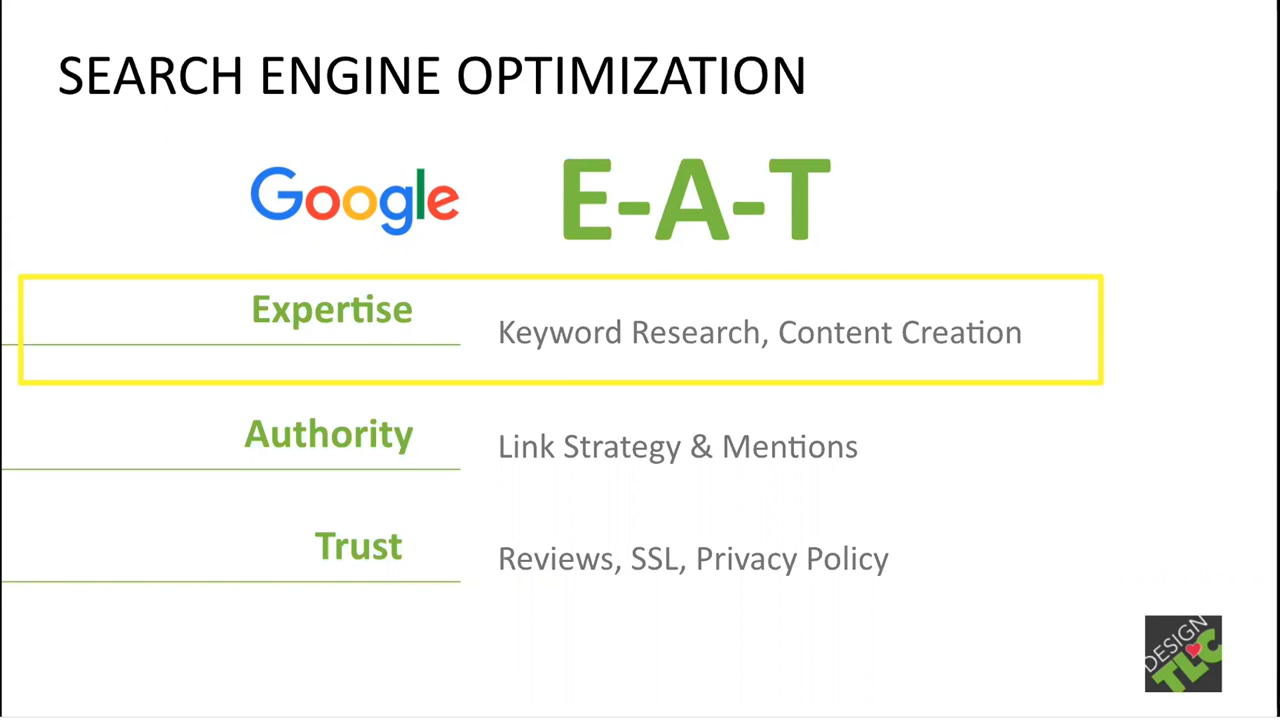 SEARCH ENGINE OPTIMIZATION
Google E-A-T
Expertise
Keyword Research, Content Creation
Authority
Link Strategy & Mentions
Trust
Reviews, SSL, Privacy Policy
DESIGN
TLC